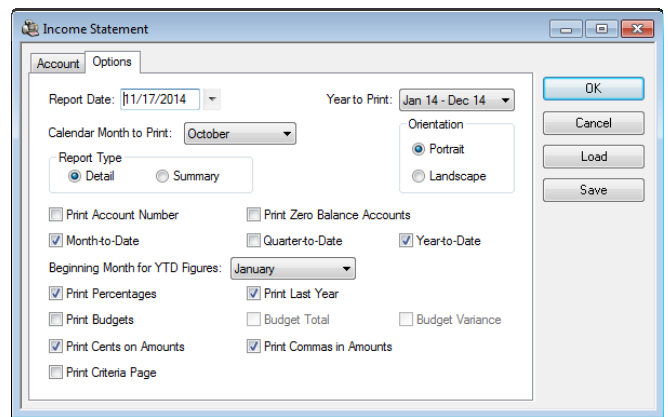 Income Statement
Account Options
Report Date: 11/17/2014 Year to Print: Jan 14 - Dec 14
OK
Calendar Month to Print: October
Orientation
Cancel
Portrait
Report Type
Detail Summary
Load
Landscape
Save
Print Account Number Print Zero Balance Accounts
Month-to-Date Quarter-to-Date Year-to-Date
Beginning Month for YTD Figures: January
Print Percentages Print Last Year
Print Budgets Budget Total Budget Variance
Print Cents on Amounts Print Commas in Amounts
Print Criteria Page